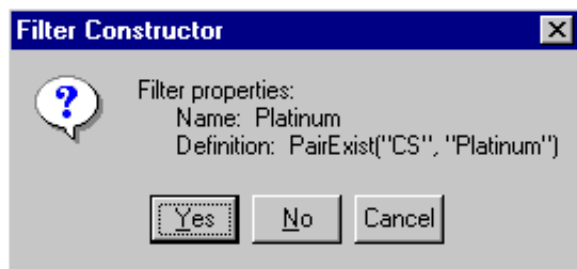 Filter Constructor
?
Filter properties:
Name: Platinum
Definition: PairExist("CS", "Platinum")
Yes No Cancel